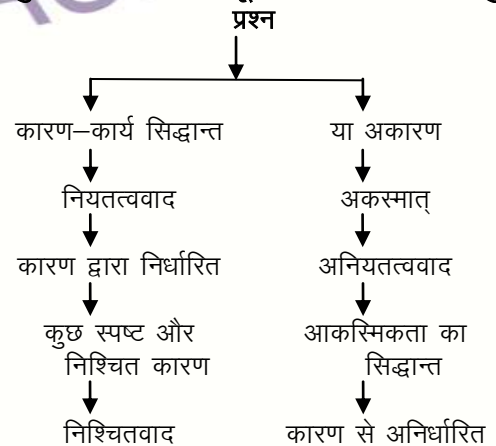 प्रश्न
कारण–कार्य सिद्धान्त
या अकारण
नियतत्ववाद
अकस्मात्
कारण द्वारा निर्धारित
अनियतत्ववाद
कुछ स्पष्ट और
निश्चित कारण
आकस्मिकता का
सिद्धान्त
निश्चितवाद
कारण से अनिर्धारित